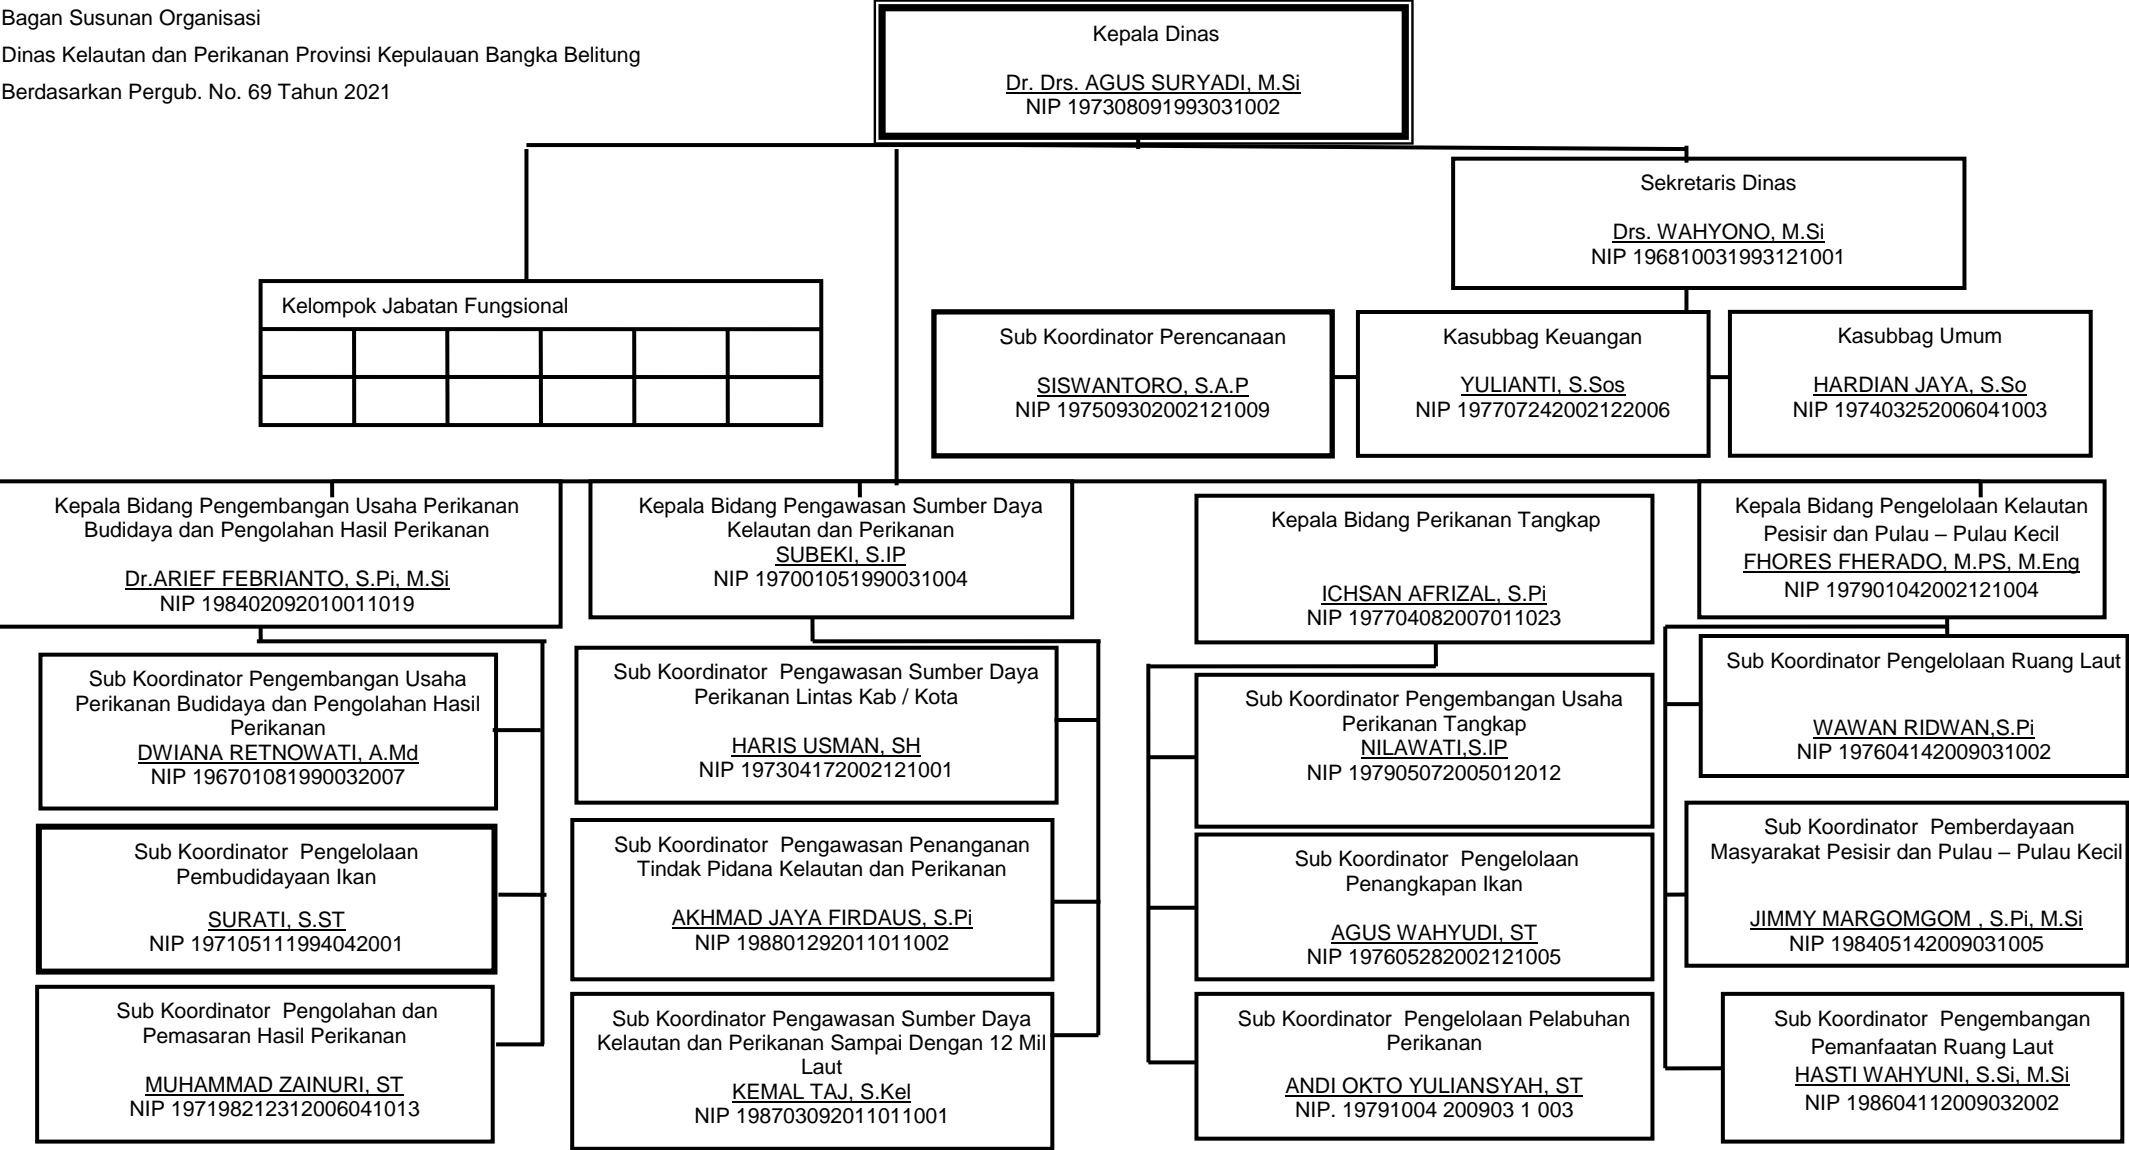 Bagan Susunan Organisasi
Dinas Kelautan dan Perikanan Provinsi Kepulauan Bangka Belitung
Berdasarkan Pergub. No. 69 Tahun 2021
Kepala Dinas
Dr. Drs. AGUS SURYADI, M.Si
NIP 197308091993031002
Sekretaris Dinas
Drs. WAHYONO, M.Si
NIP 196810031993121001
Kelompok Jabatan Fungsional
Sub Koordinator Perencanaan
SISWANTORO, S.A.P
NIP 197509302002121009
Kasubbag Keuangan
YULIANTI, S.Sos
NIP 197707242002122006
Kasubbag Umum
HARDIAN JAYA, S.So
NIP 197403252006041003
Kepala Bidang Pengembangan Usaha Perikanan
Budidaya dan Pengolahan Hasil Perikanan
Dr.ARIEF FEBRIANTO, S.Pi, M.Si
NIP 198402092010011019
Kepala Bidang Pengawasan Sumber Daya
Kelautan dan Perikanan
SUBEKI, S.IP
NIP 197001051990031004
Kepala Bidang Perikanan Tangkap
ICHSAN AFRIZAL, S.Pi
NIP 197704082007011023
Kepala Bidang Pengelolaan Kelautan
Pesisir dan Pulau – Pulau Kecil
FHORES FHERADO, M.PS, M.Eng
NIP 197901042002121004
Sub Koordinator Pengembangan Usaha
Perikanan Budidaya dan Pengolahan Hasil
Perikanan
DWIANA RETNOWATI, A.Md
NIP 196701081990032007
Sub Koordinator  Pengelolaan
Pembudidayaan Ikan
SURATI, S.ST
NIP 197105111994042001
Sub Koordinator  Pengolahan dan
Pemasaran Hasil Perikanan
MUHAMMAD ZAINURI, ST
NIP 197198212312006041013
Sub Koordinator  Pengawasan Sumber Daya
Perikanan Lintas Kab / Kota
HARIS USMAN, SH
NIP 197304172002121001
Sub Koordinator  Pengawasan Penanganan
Tindak Pidana Kelautan dan Perikanan
AKHMAD JAYA FIRDAUS, S.Pi
NIP 198801292011011002
Sub Koordinator Pengawasan Sumber Daya
Kelautan dan Perikanan Sampai Dengan 12 Mil
Laut
KEMAL TAJ, S.Kel
NIP 198703092011011001
Sub Koordinator Pengembangan Usaha
Perikanan Tangkap
NILAWATI,S.IP
NIP 197905072005012012
Sub Koordinator  Pengelolaan
Penangkapan Ikan
AGUS WAHYUDI, ST
NIP 197605282002121005
Sub Koordinator  Pengelolaan Pelabuhan
Perikanan
ANDI OKTO YULIANSYAH, ST
NIP. 19791004 200903 1 003
Sub Koordinator Pengelolaan Ruang Laut
WAWAN RIDWAN,S.Pi
NIP 197604142009031002
Sub Koordinator  Pemberdayaan
Masyarakat Pesisir dan Pulau – Pulau Kecil
JIMMY MARGOMGOM , S.Pi, M.Si
NIP 198405142009031005
Sub Koordinator  Pengembangan
Pemanfaatan Ruang Laut
HASTI WAHYUNI, S.Si, M.Si
NIP 198604112009032002